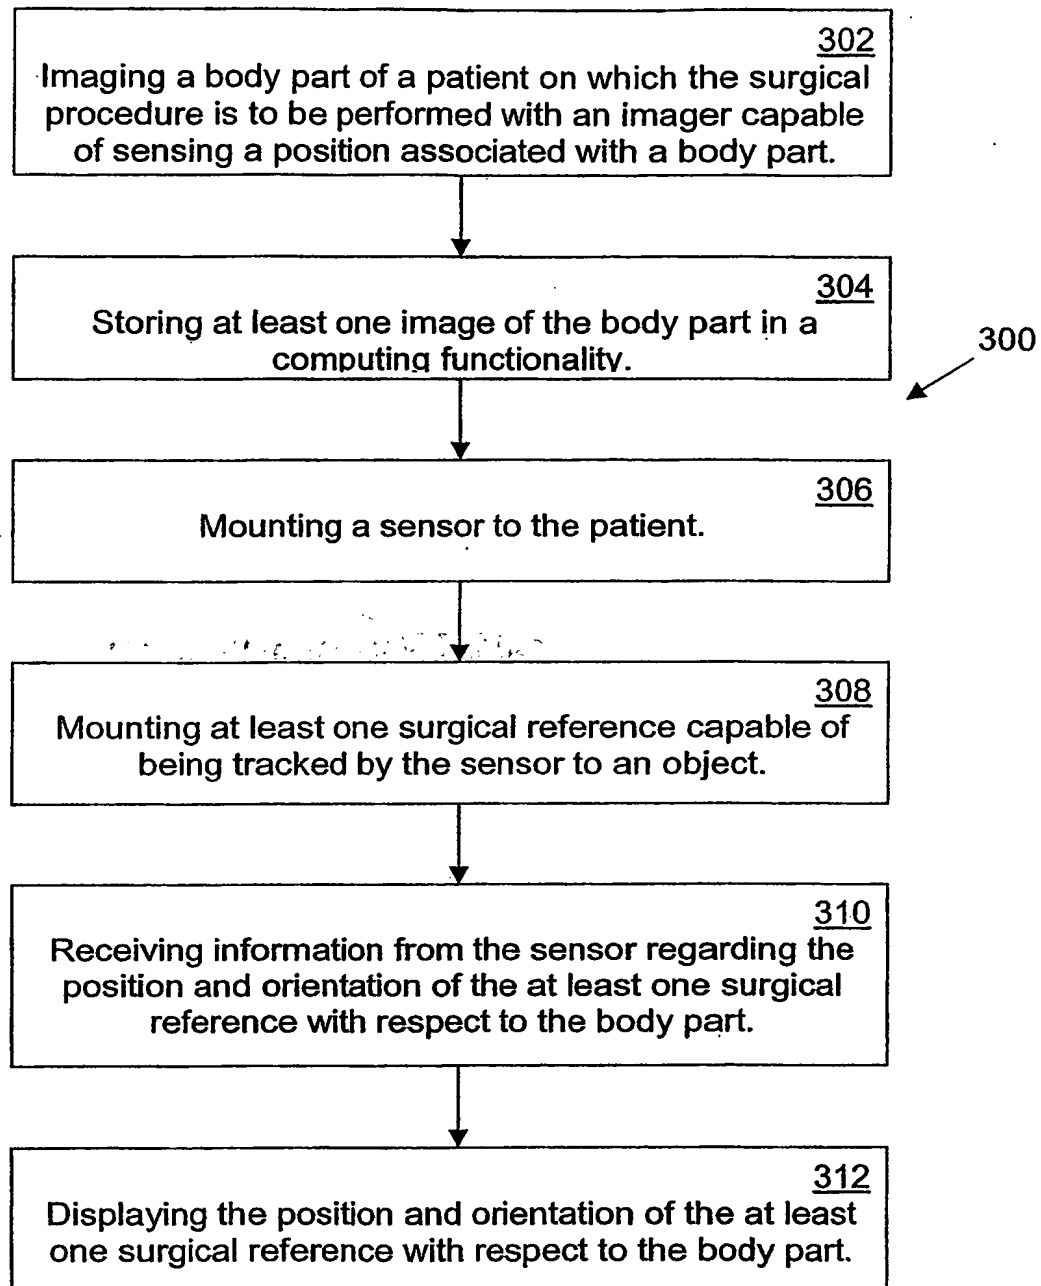 302
Imaging a body part of a patient on which the surgical
procedure is to be performed with an imager capable
of sensing a position associated with a body part.
304
Storing at least one image of the body part in a
computing functionality.
300
306
Mounting a sensor to the patient.
308
Mounting at least one surgical reference capable of
being tracked by the sensor to an object.
310
Receiving information from the sensor regarding the
position and orientation of the at least one surgical
reference with respect to the body part.
312
Displaying the position and orientation of the at least
one surgical reference with respect to the body part.